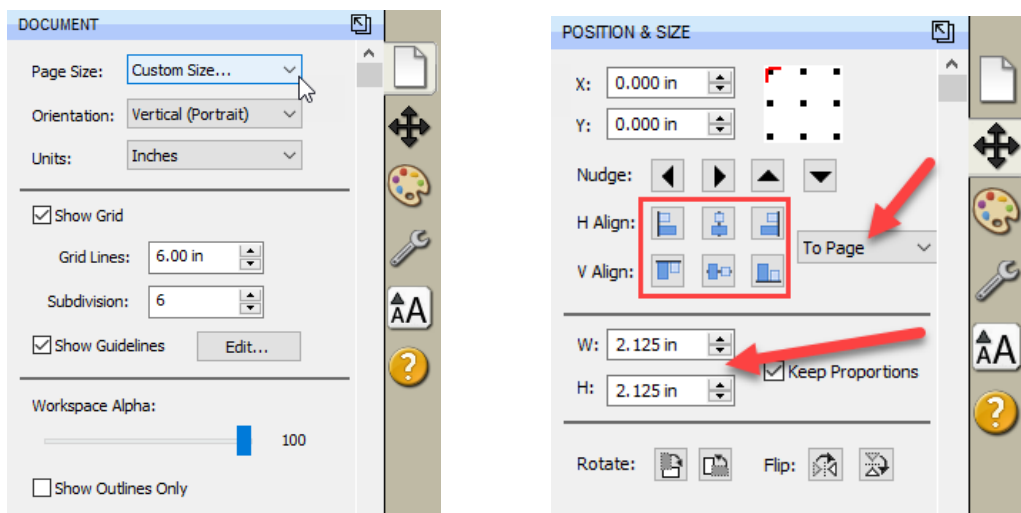 DOCUMENT
Page Size: Custom Size...
Orientation: Vertical (Portrait)
Units: Inches
Show Grid
Grid Lines: 6.00 in
Subdivision: 6
Show Guidelines Edit...
Workspace Alpha:
100
Show Outlines Only
AA
?
POSITION & SIZE
X: 0.000 in
Y: 0.000 in
Nudge:
H Align:
To Page
V Align:
W: 2.125 in
Keep Proportions
H: 2.125 in
Rotate: Flip:
AA
?